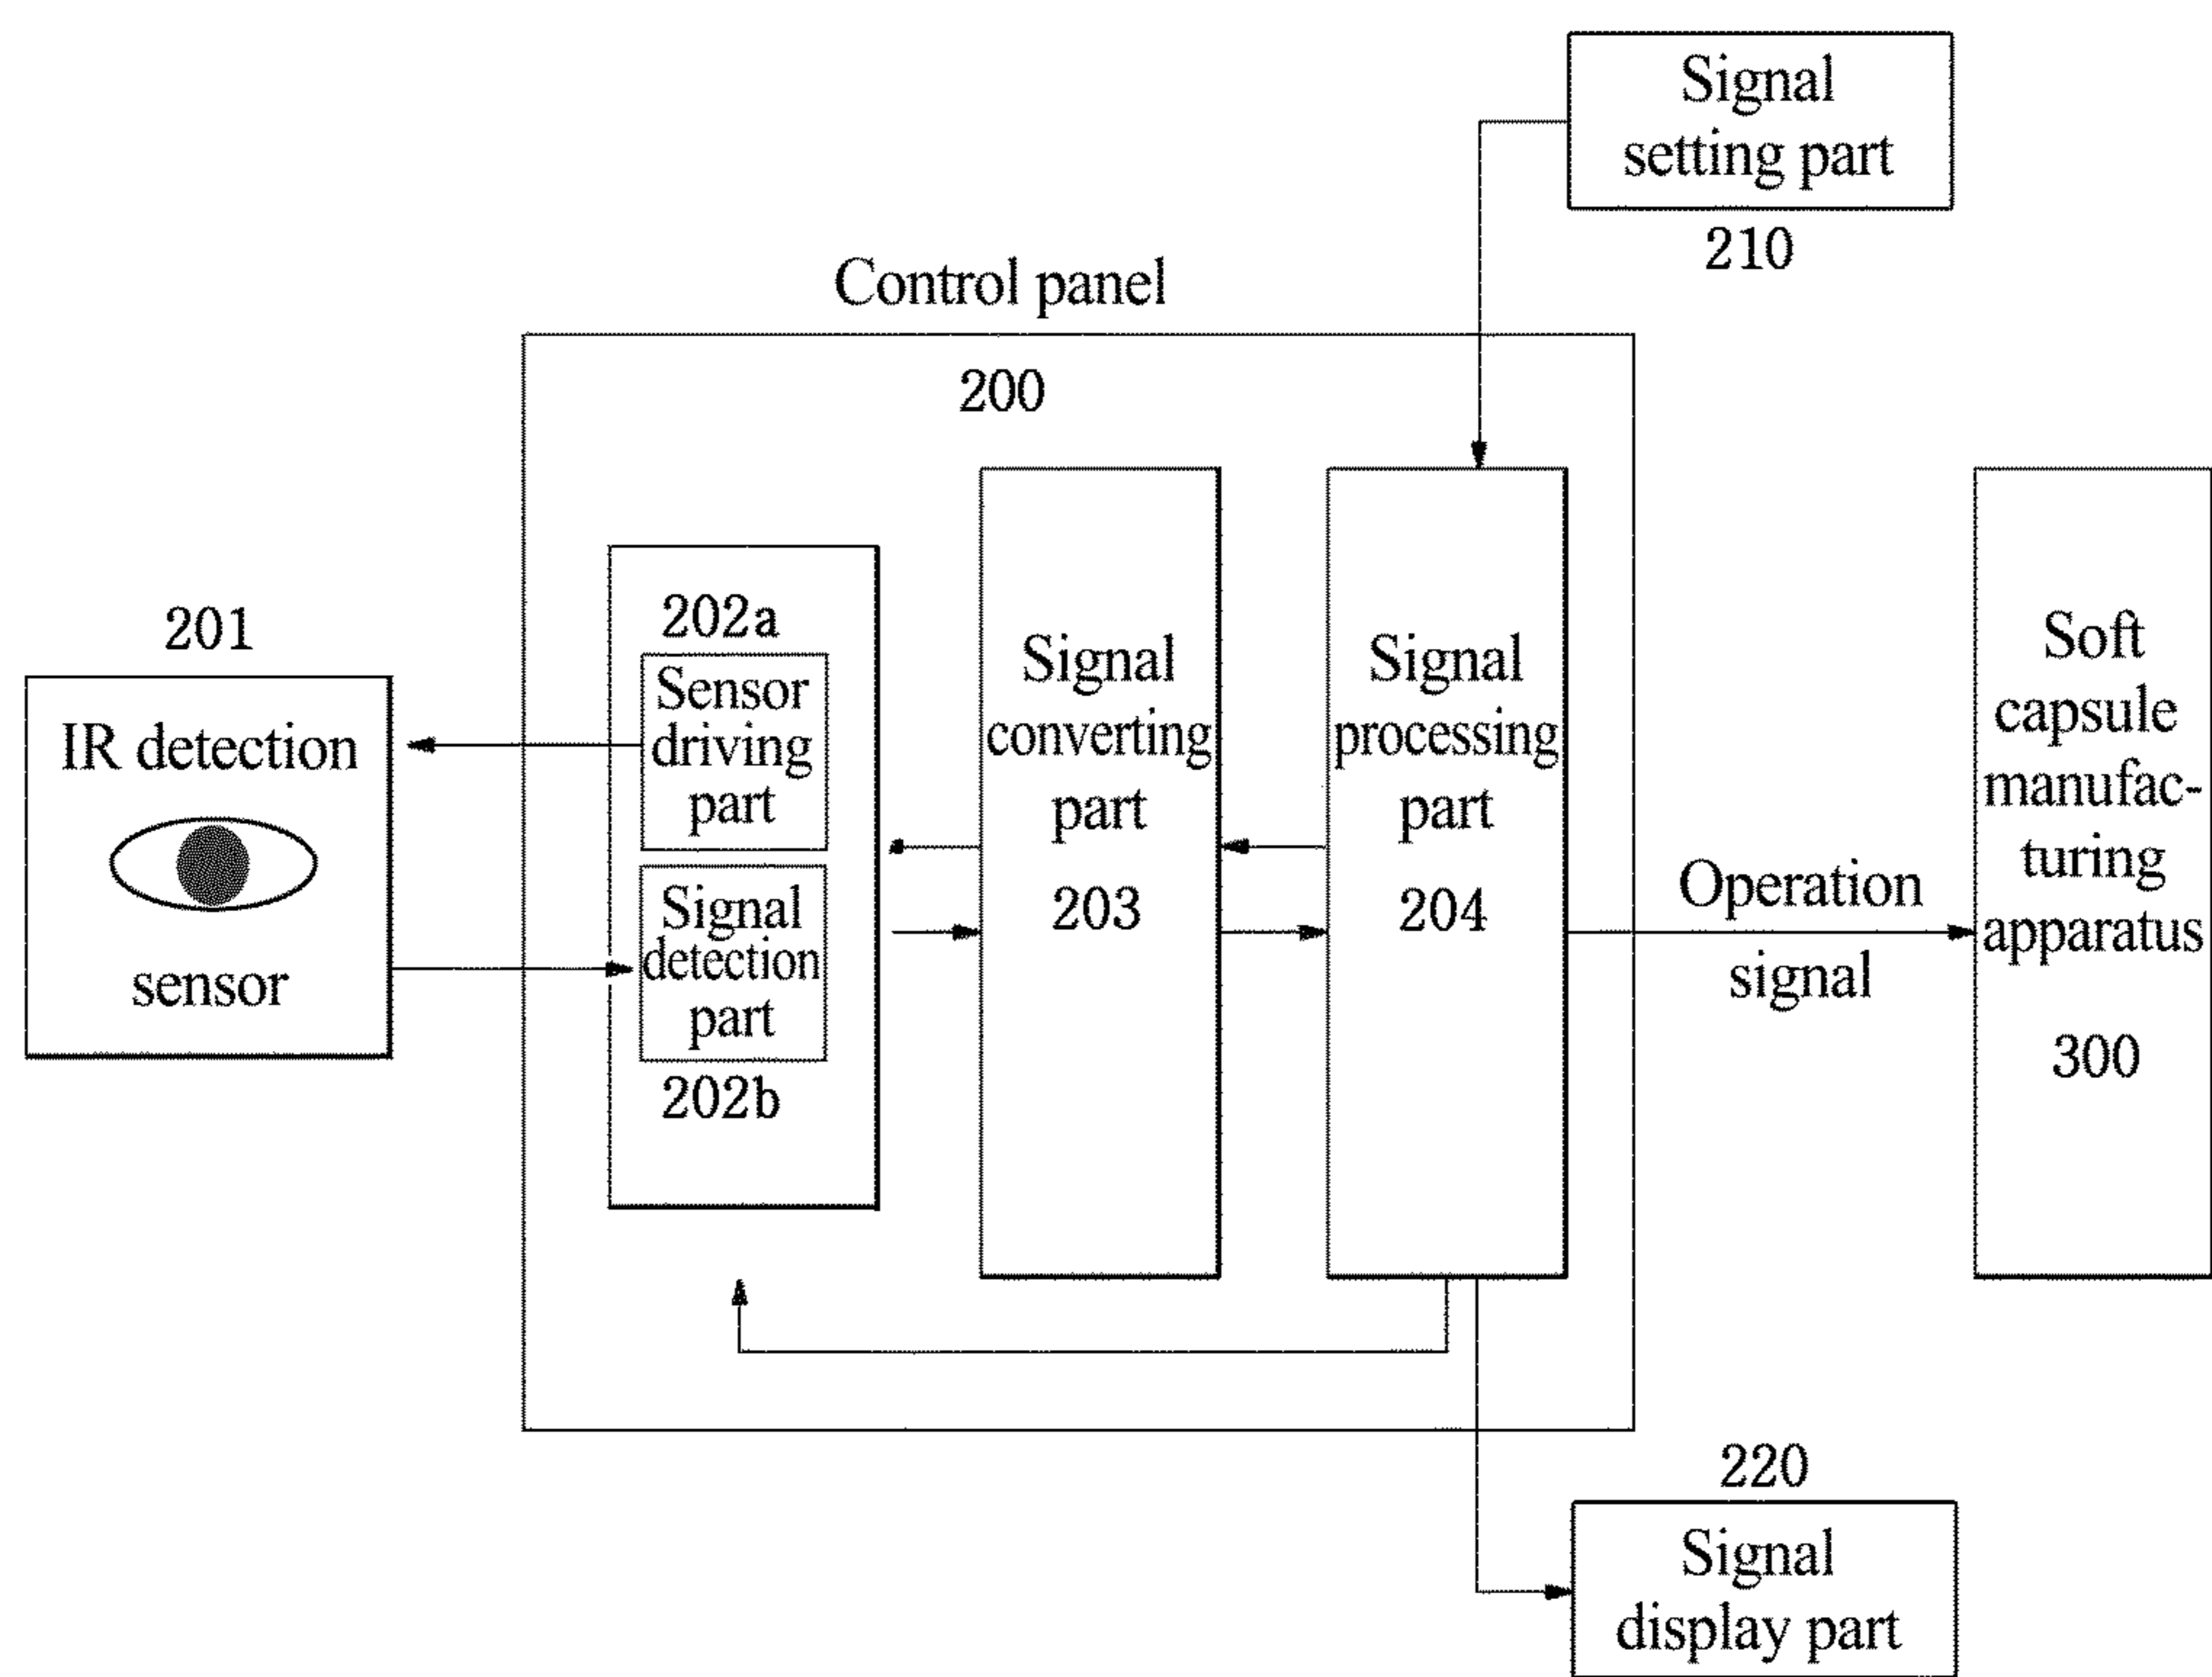 Signal
setting part
210
Control panel
200
201
IR detection
sensor
202a
Sensor
driving
part
Signal
detection
part
202b
Signal
converting
part
203
Signal
processing
part
204
Operation
signal
Soft
capsule
manufac-
turing
apparatus
300
220
Signal
display part